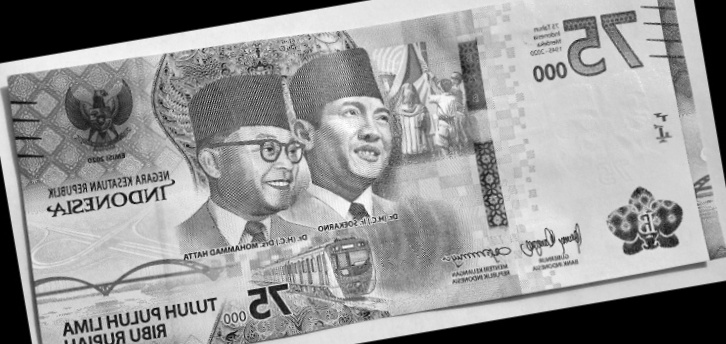 75 Tahun
Indonesia
Merdeka
1945 - 2020
75
000
EMISI 2020
NEGARA KESATUAN REPUBLIK
INDONESIA
Dr. (H.C.) Ir. SOEKARNO
Dr. (H.C.) Drs. MOHAMMAD HATTA
GUBERNUR
BANK INDONESIA
MENTERI KEUANGAN
REPUBLIK INDONESIA
75
000
TUJUH PULUH LIMA
RIBU RUPIAH